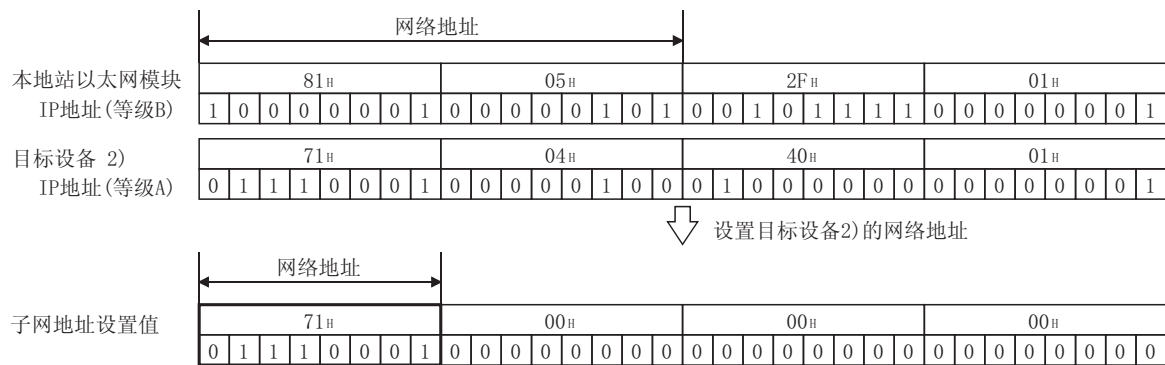 网络地址
本地站以太网模块
IP地址(等级B)
81H 05H 2FH 01H
1 0 0 0 0 0 0 1 0 0 0 0 0 1 0 1 0 0 1 0 1 1 1 1 0 0 0 0 0 0 0 1
目标设备 2)
IP地址(等级A)
71H 04H 40H 01H
0 1 1 1 0 0 0 1 0 0 0 0 0 1 0 0 0 1 0 0 0 0 0 0 0 0 0 0 0 0 0 1
设置目标设备2)的网络地址
网络地址
子网地址设置值
71H 00H 00H 00H
0 1 1 1 0 0 0 1 0 0 0 0 0 0 0 0 0 0 0 0 0 0 0 0 0 0 0 0 0 0 0 0